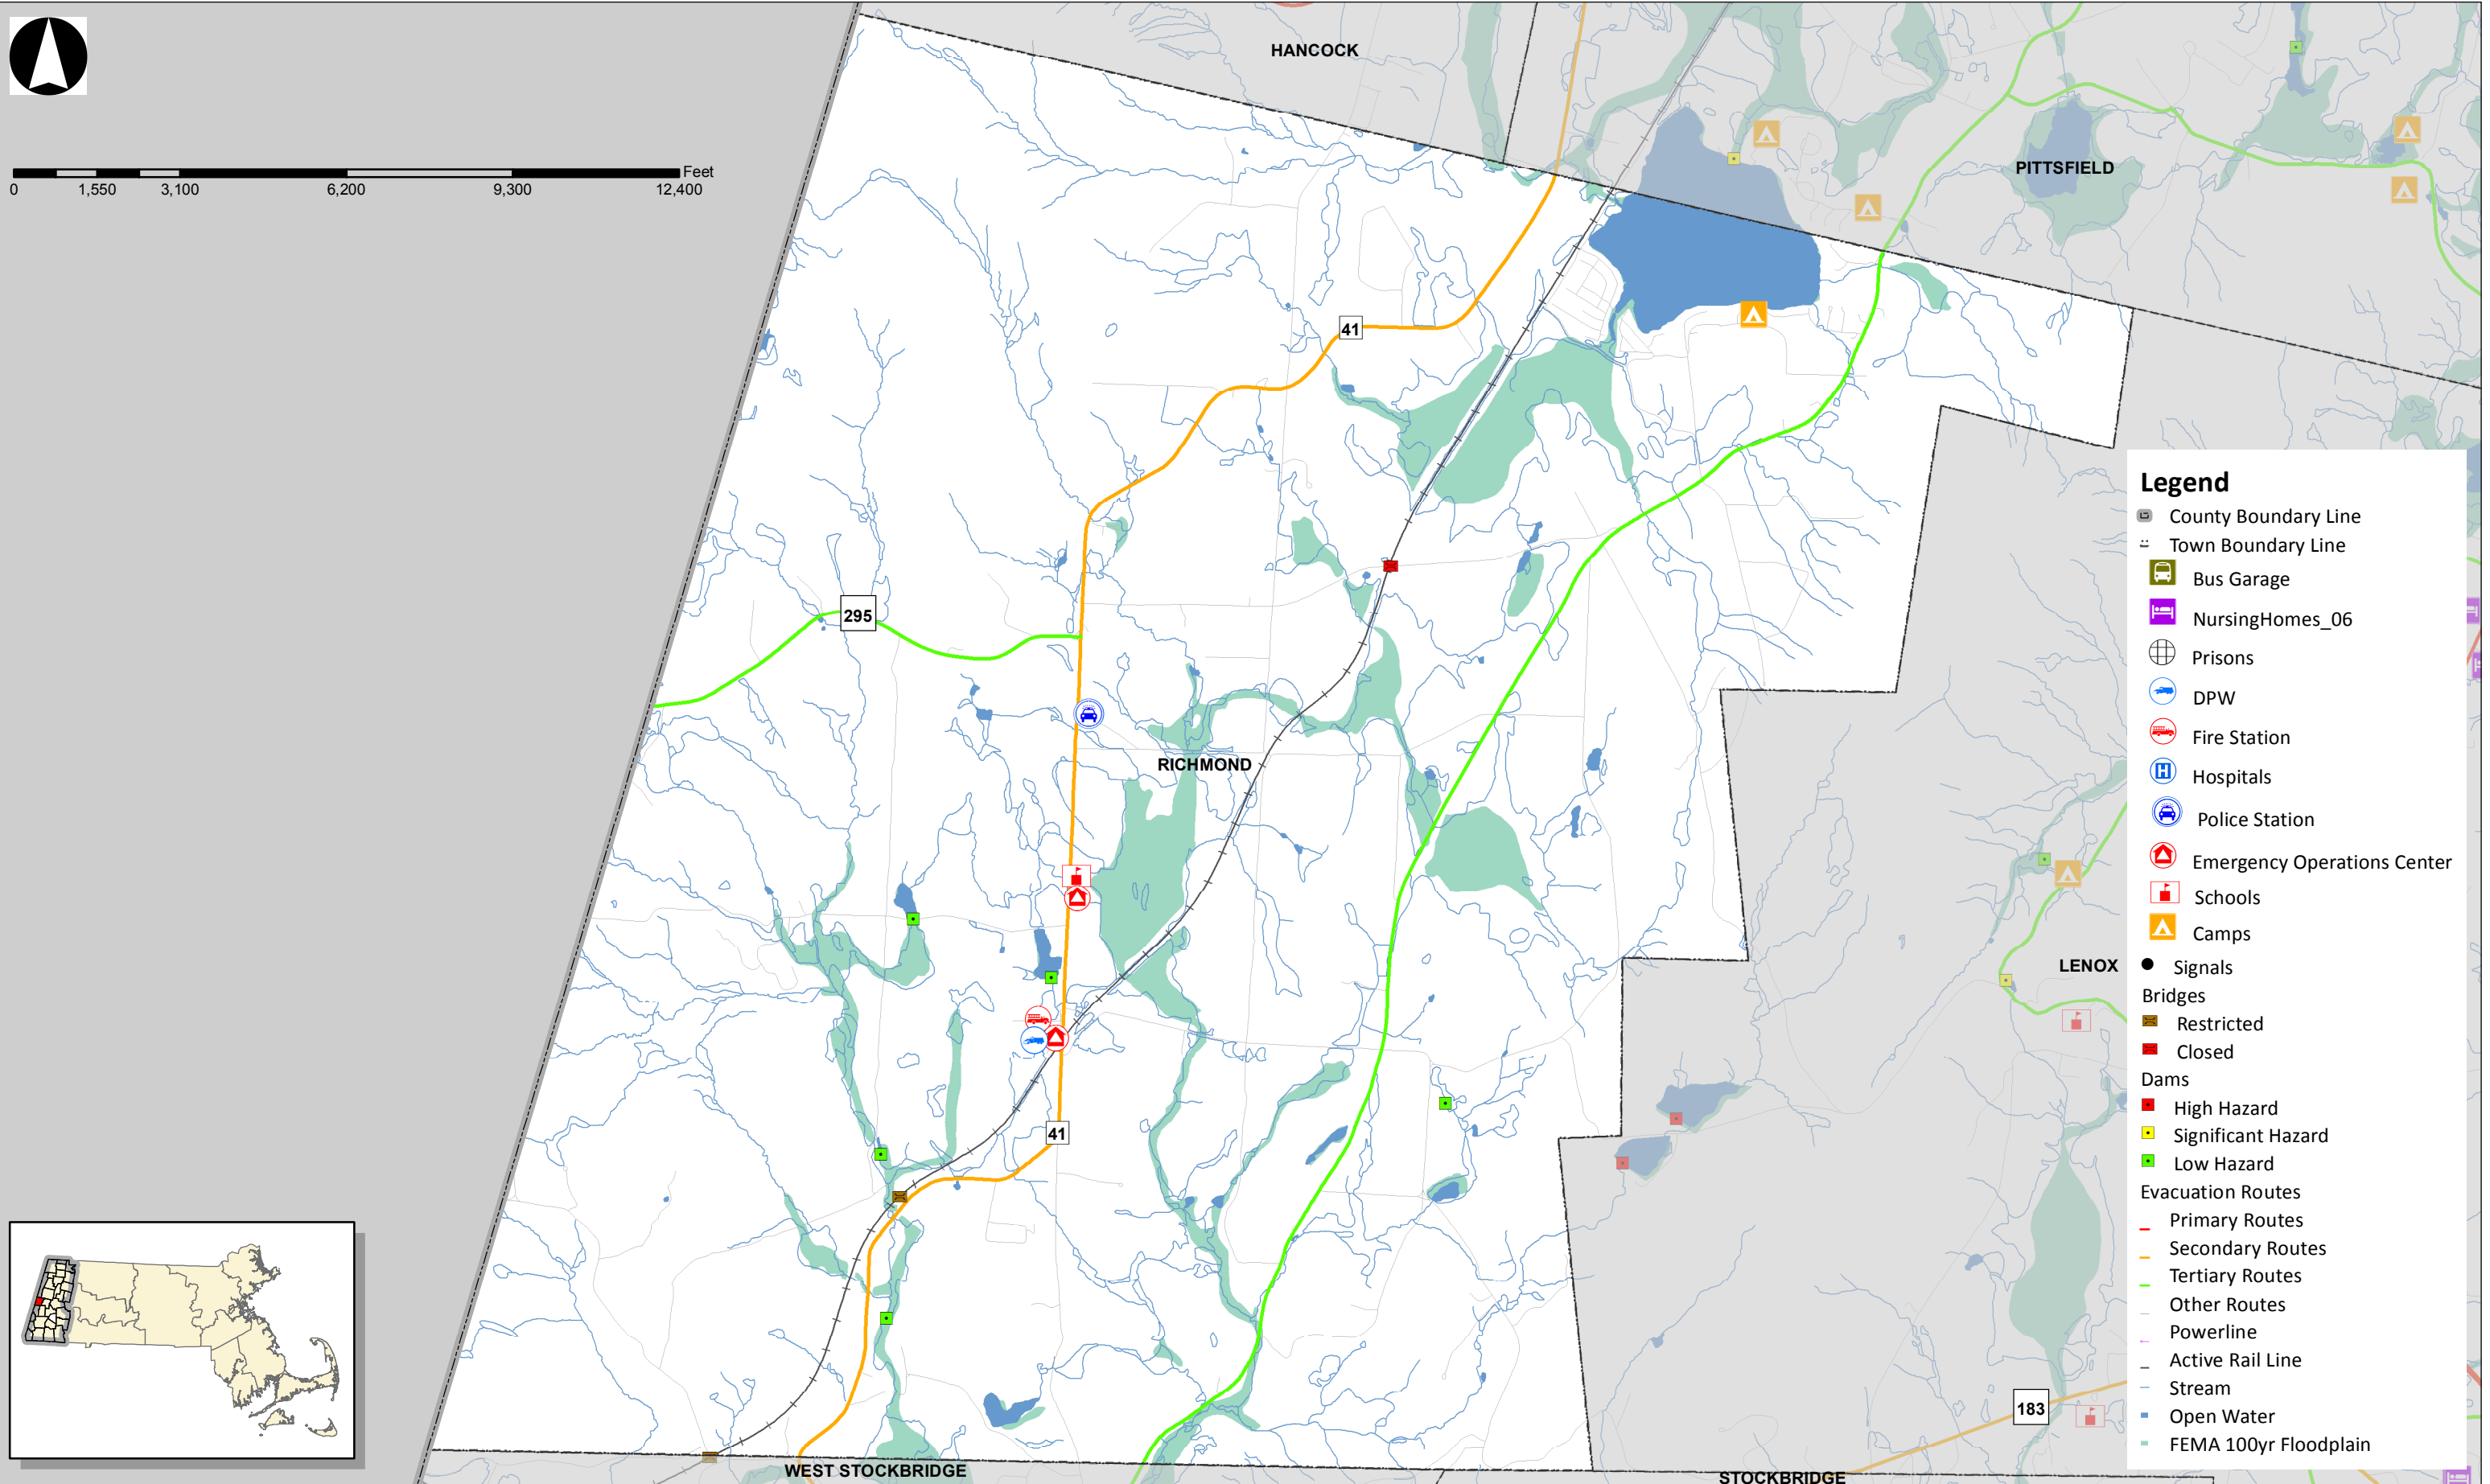 HANCOCK
PITTSFIELD
Feet
0 1,550 3,100 6,200 9,300 12,400
41
295
RICHMOND
LENOX
41
183
WEST STOCKBRIDGE
STOCKBRIDGE
Legend
County Boundary Line
Town Boundary Line
Bus Garage
NursingHomes_06
Prisons
DPW
Fire Station
H Hospitals
Police Station
Emergency Operations Center
Schools
Camps
Signals
Bridges
Restricted
Closed
Dams
High Hazard
Significant Hazard
Low Hazard
Evacuation Routes
Primary Routes
Secondary Routes
Tertiary Routes
Other Routes
Powerline
Active Rail Line
Stream
Open Water
FEMA 100yr Floodplain